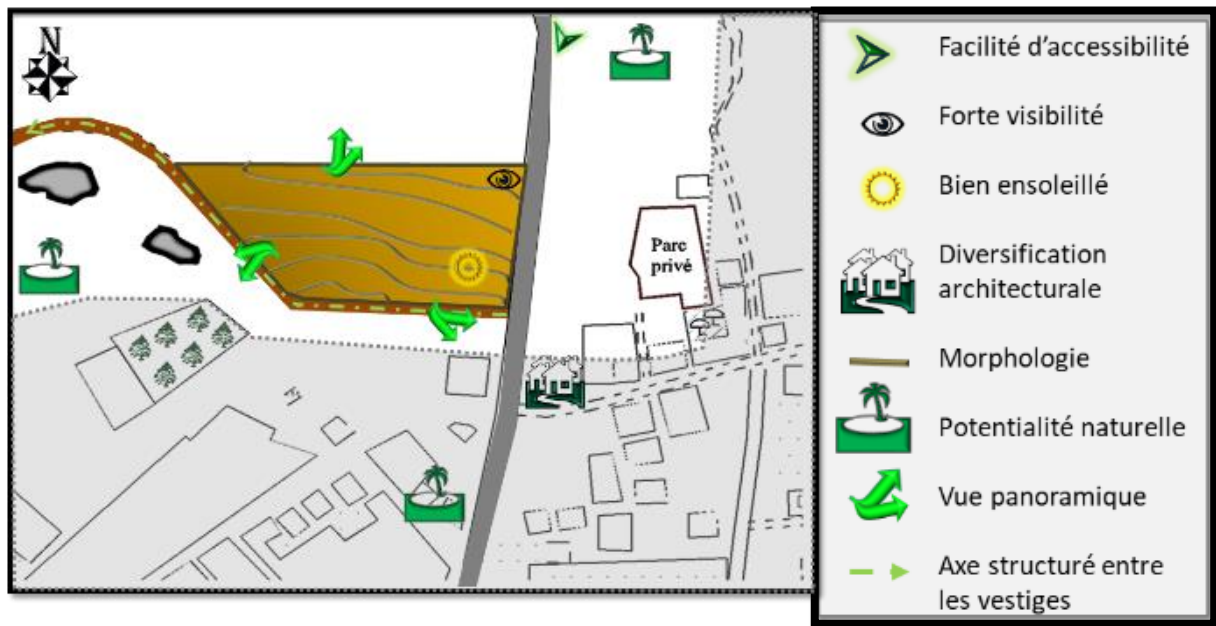 N
Parc
privé
Facilité d'accessibilité
Forte visibilité
Bien ensoleillé
Diversification
architecturale
Morphologie
Potentialité naturelle
Vue panoramique
Axe structuré entre
les vestiges